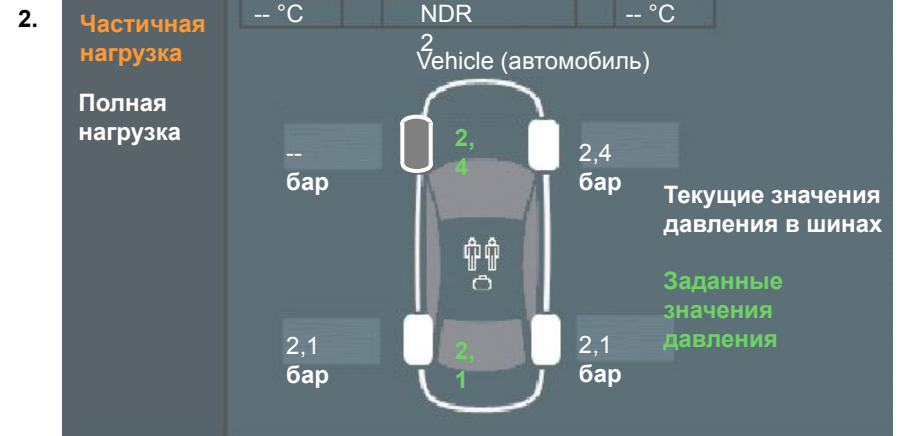 2.
Частичная
нагрузка
Полная
нагрузка
-- °C
NDR
-- °C
2
Vehicle (автомобиль)
--
бар
2,
4
2,4
бар
Текущие значения
давления в шинах
Заданные
значения
давления
2,1
бар
2,
1
2,1
бар